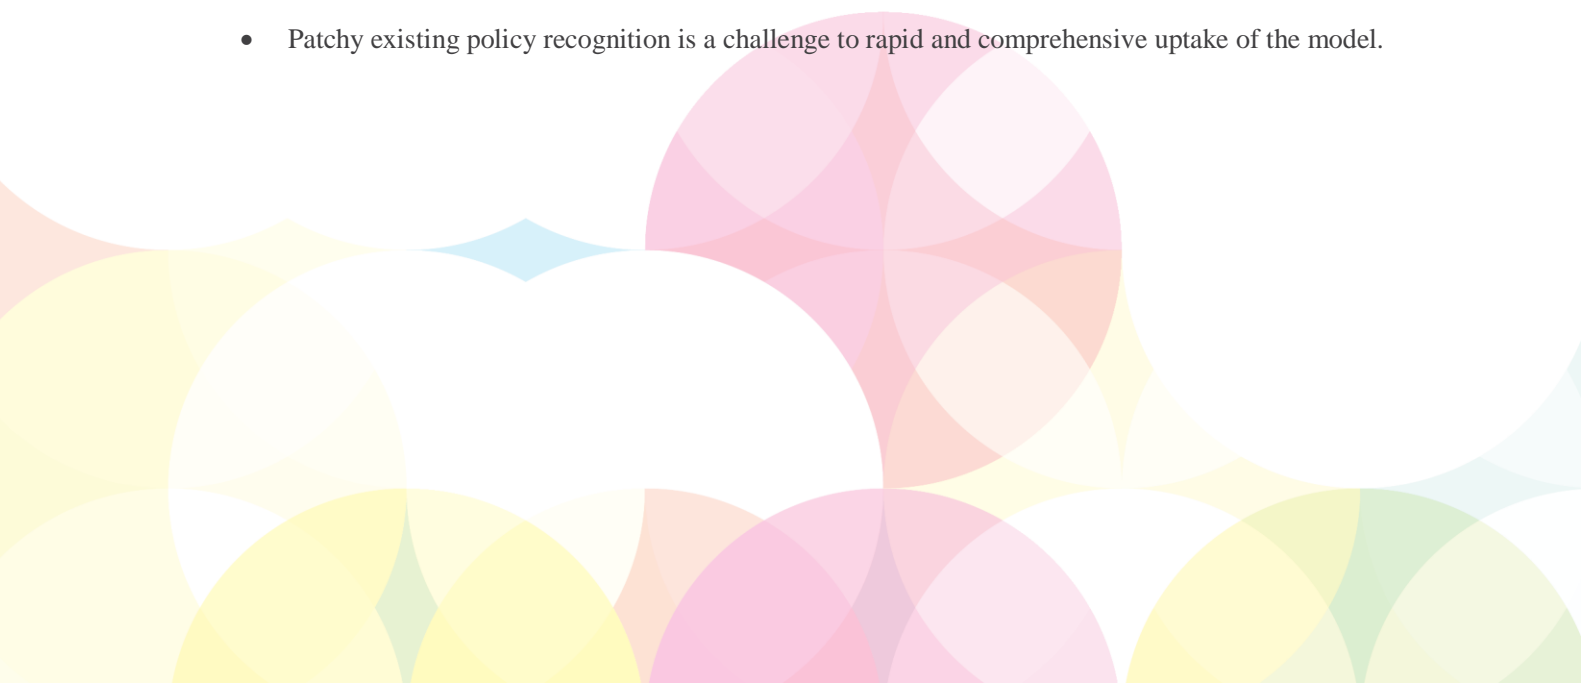 • Patchy existing policy recognition is a challenge to rapid and comprehensive uptake of the model.